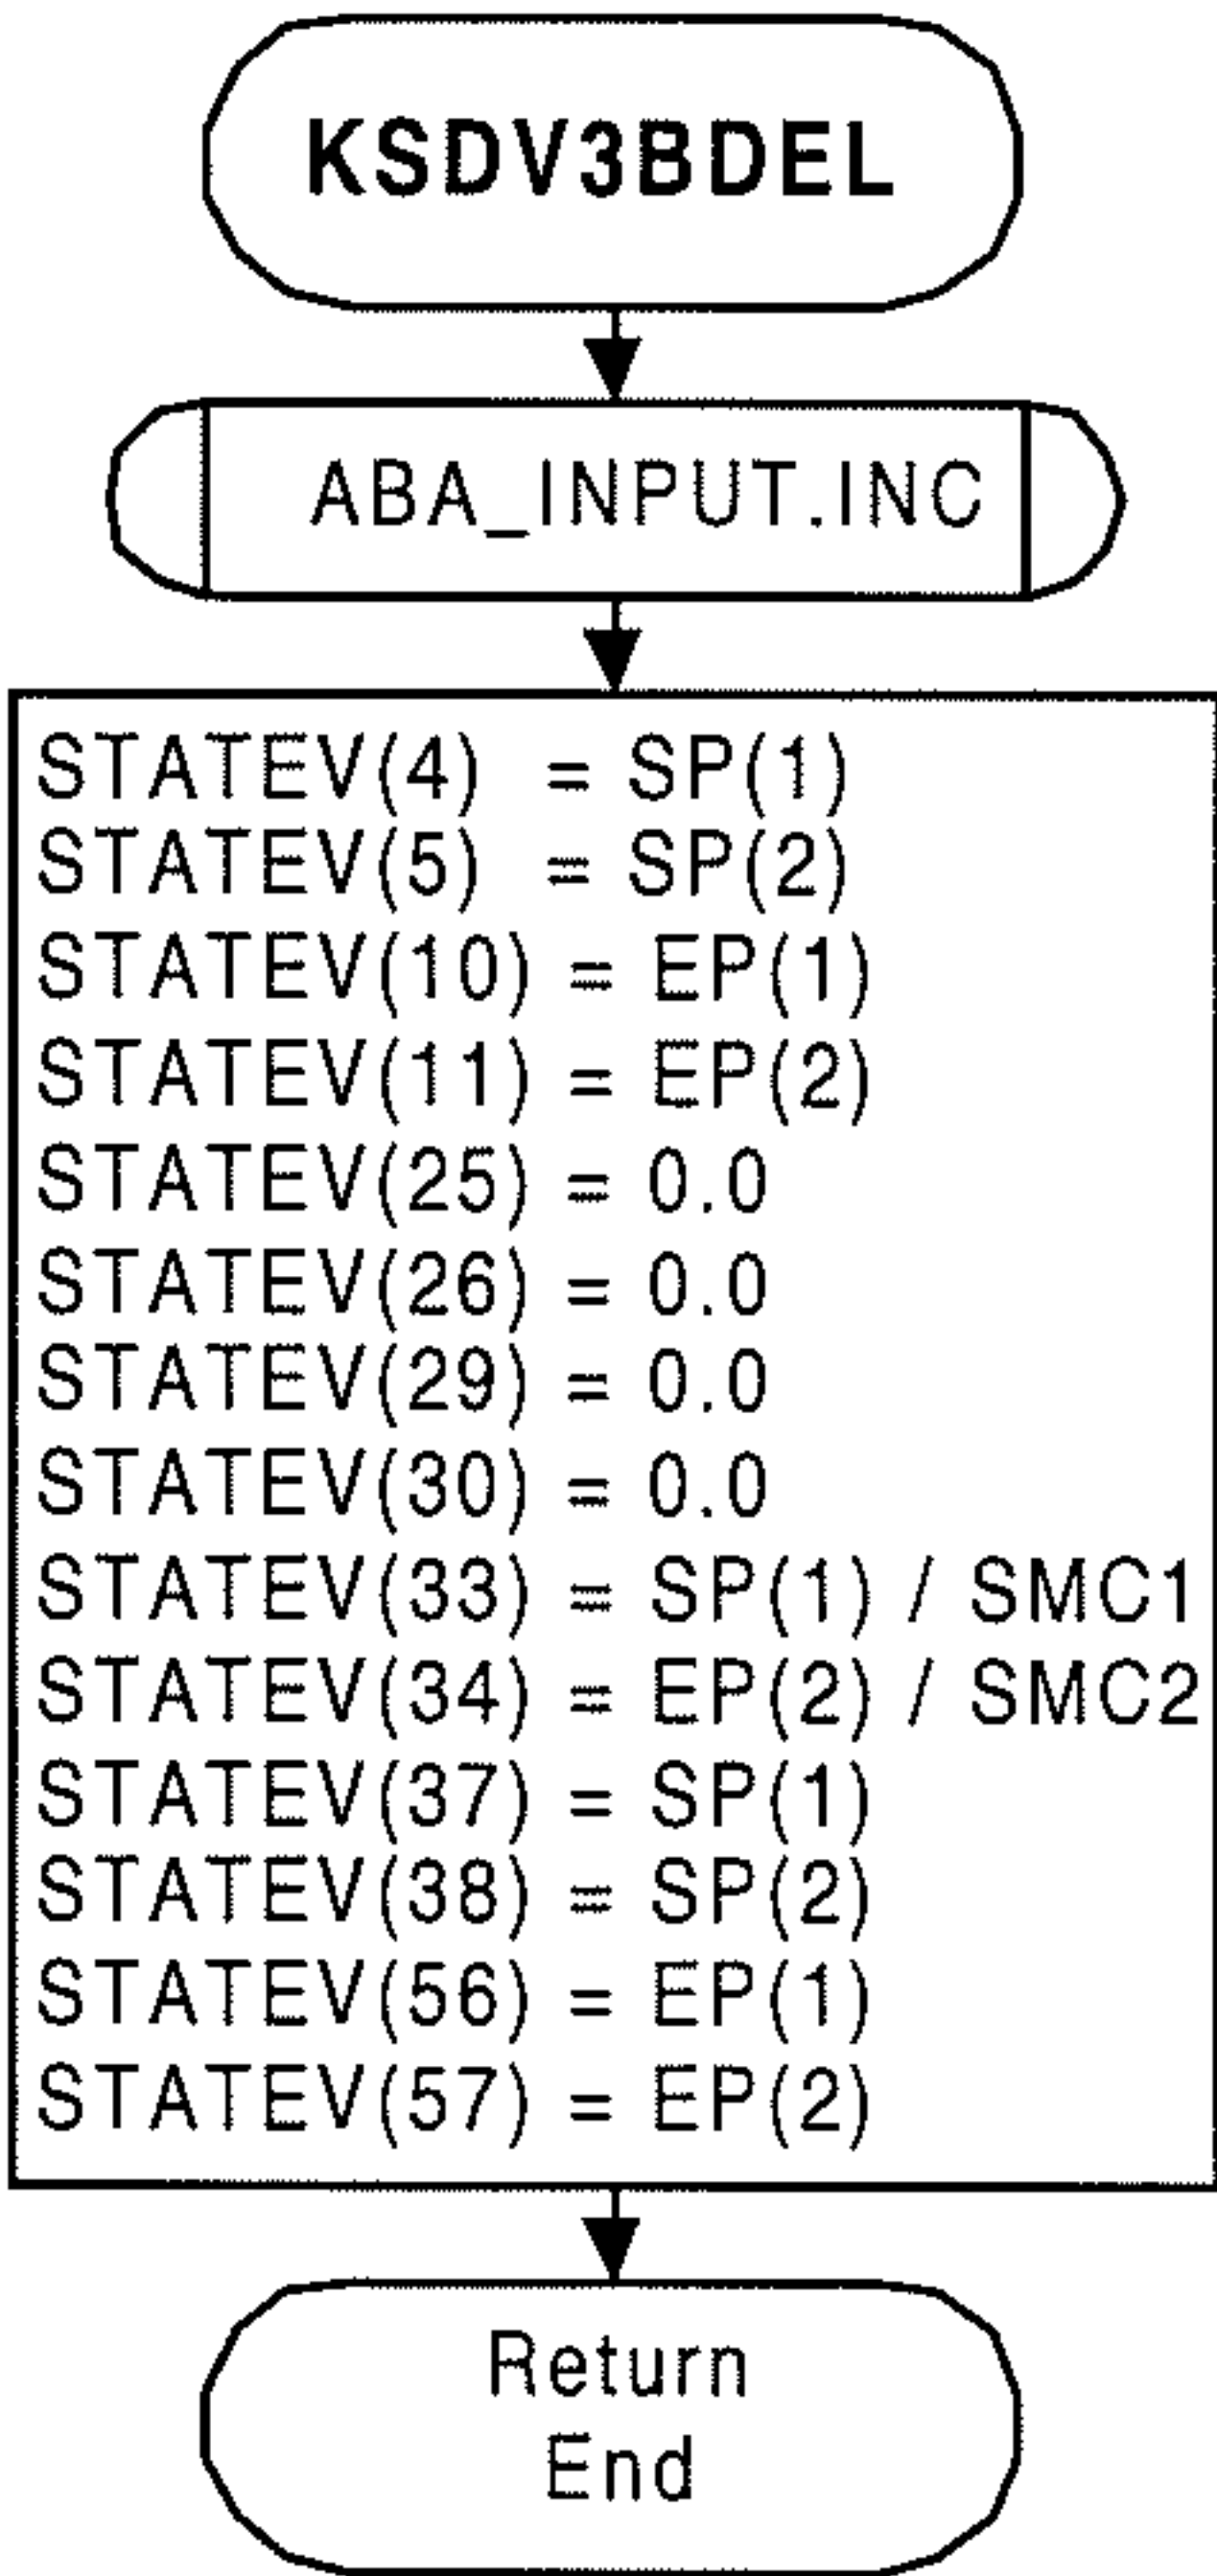 KSDV3BDEL
ABA_INPUT.INC
STATEV(4) = SP(1)
STATEV(5) = SP(2)
STATEV(10) = EP(1)
STATEV(11) = EP(2)
STATEV(25) = 0.0
STATEV(26) = 0.0
STATEV(29) = 0.0
STATEV(30) = 0.0
STATEV(33) = SP(1) / SMC1
STATEV(34) = EP(2) / SMC2
STATEV(37) = SP(1)
STATEV(38) = SP(2)
STATEV(56) = EP(1)
STATEV(57) = EP(2)
Return
End